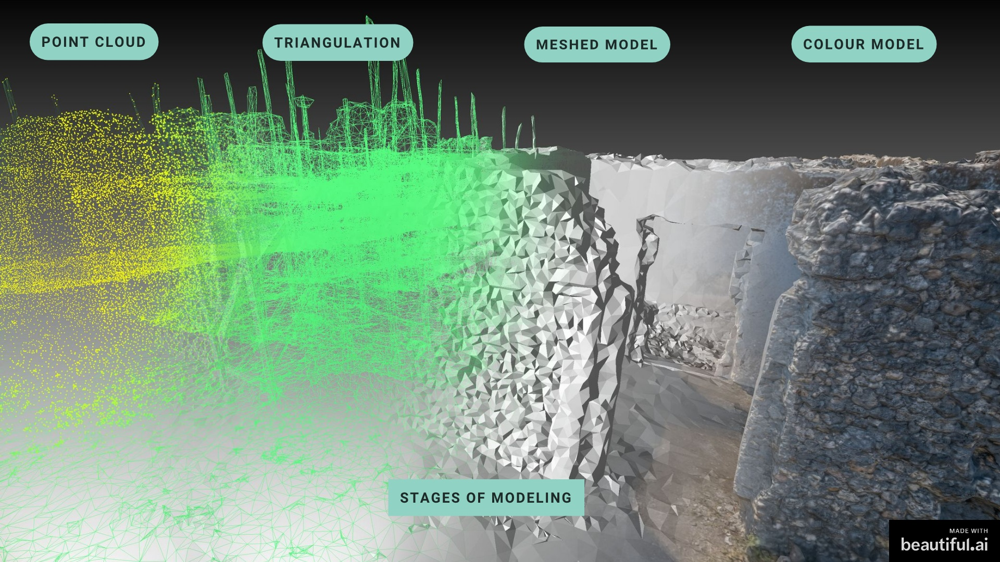 POINT CLOUD
TRIANGULATION
MESHED MODEL
COLOUR MODEL
STAGES OF MODELING
MADE WITH
beautiful.ai